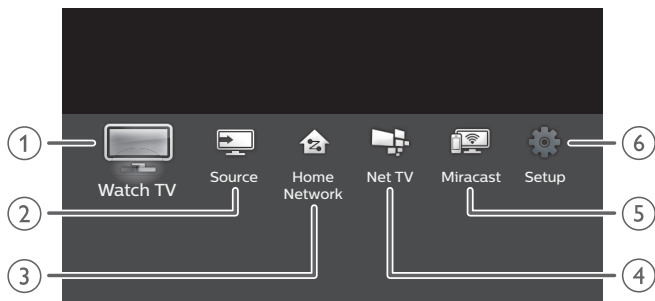 1
Watch TV
Source
Home
Network
Net TV
Miracast
Setup
6
2
5
3
4